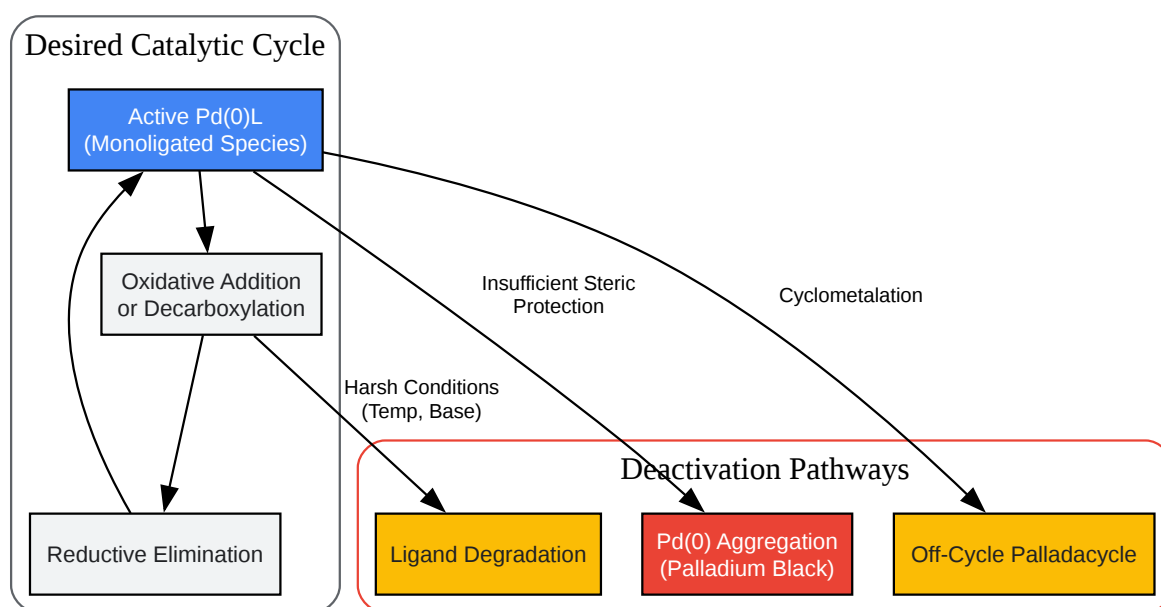 Desired Catalytic Cycle
Active Pd(0)L
(Monoligated Species)
Oxidative Addition
or Decarboxylation
Insufficient Steric
Protection
Cyclometalation
Harsh Conditions
(Temp, Base)
Deactivation Pathways
Reductive Elimination
Ligand Degradation
Pd(0) Aggregation
(Palladium Black)
Off-Cycle Palladacycle